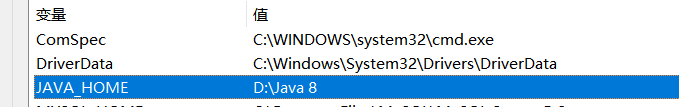 变量 值
ComSpec C:\WINDOWS\system32\cmd.exe
DriverData C:\Windows\System32\Drivers\DriverData
JAVA_HOME D:\Java 8